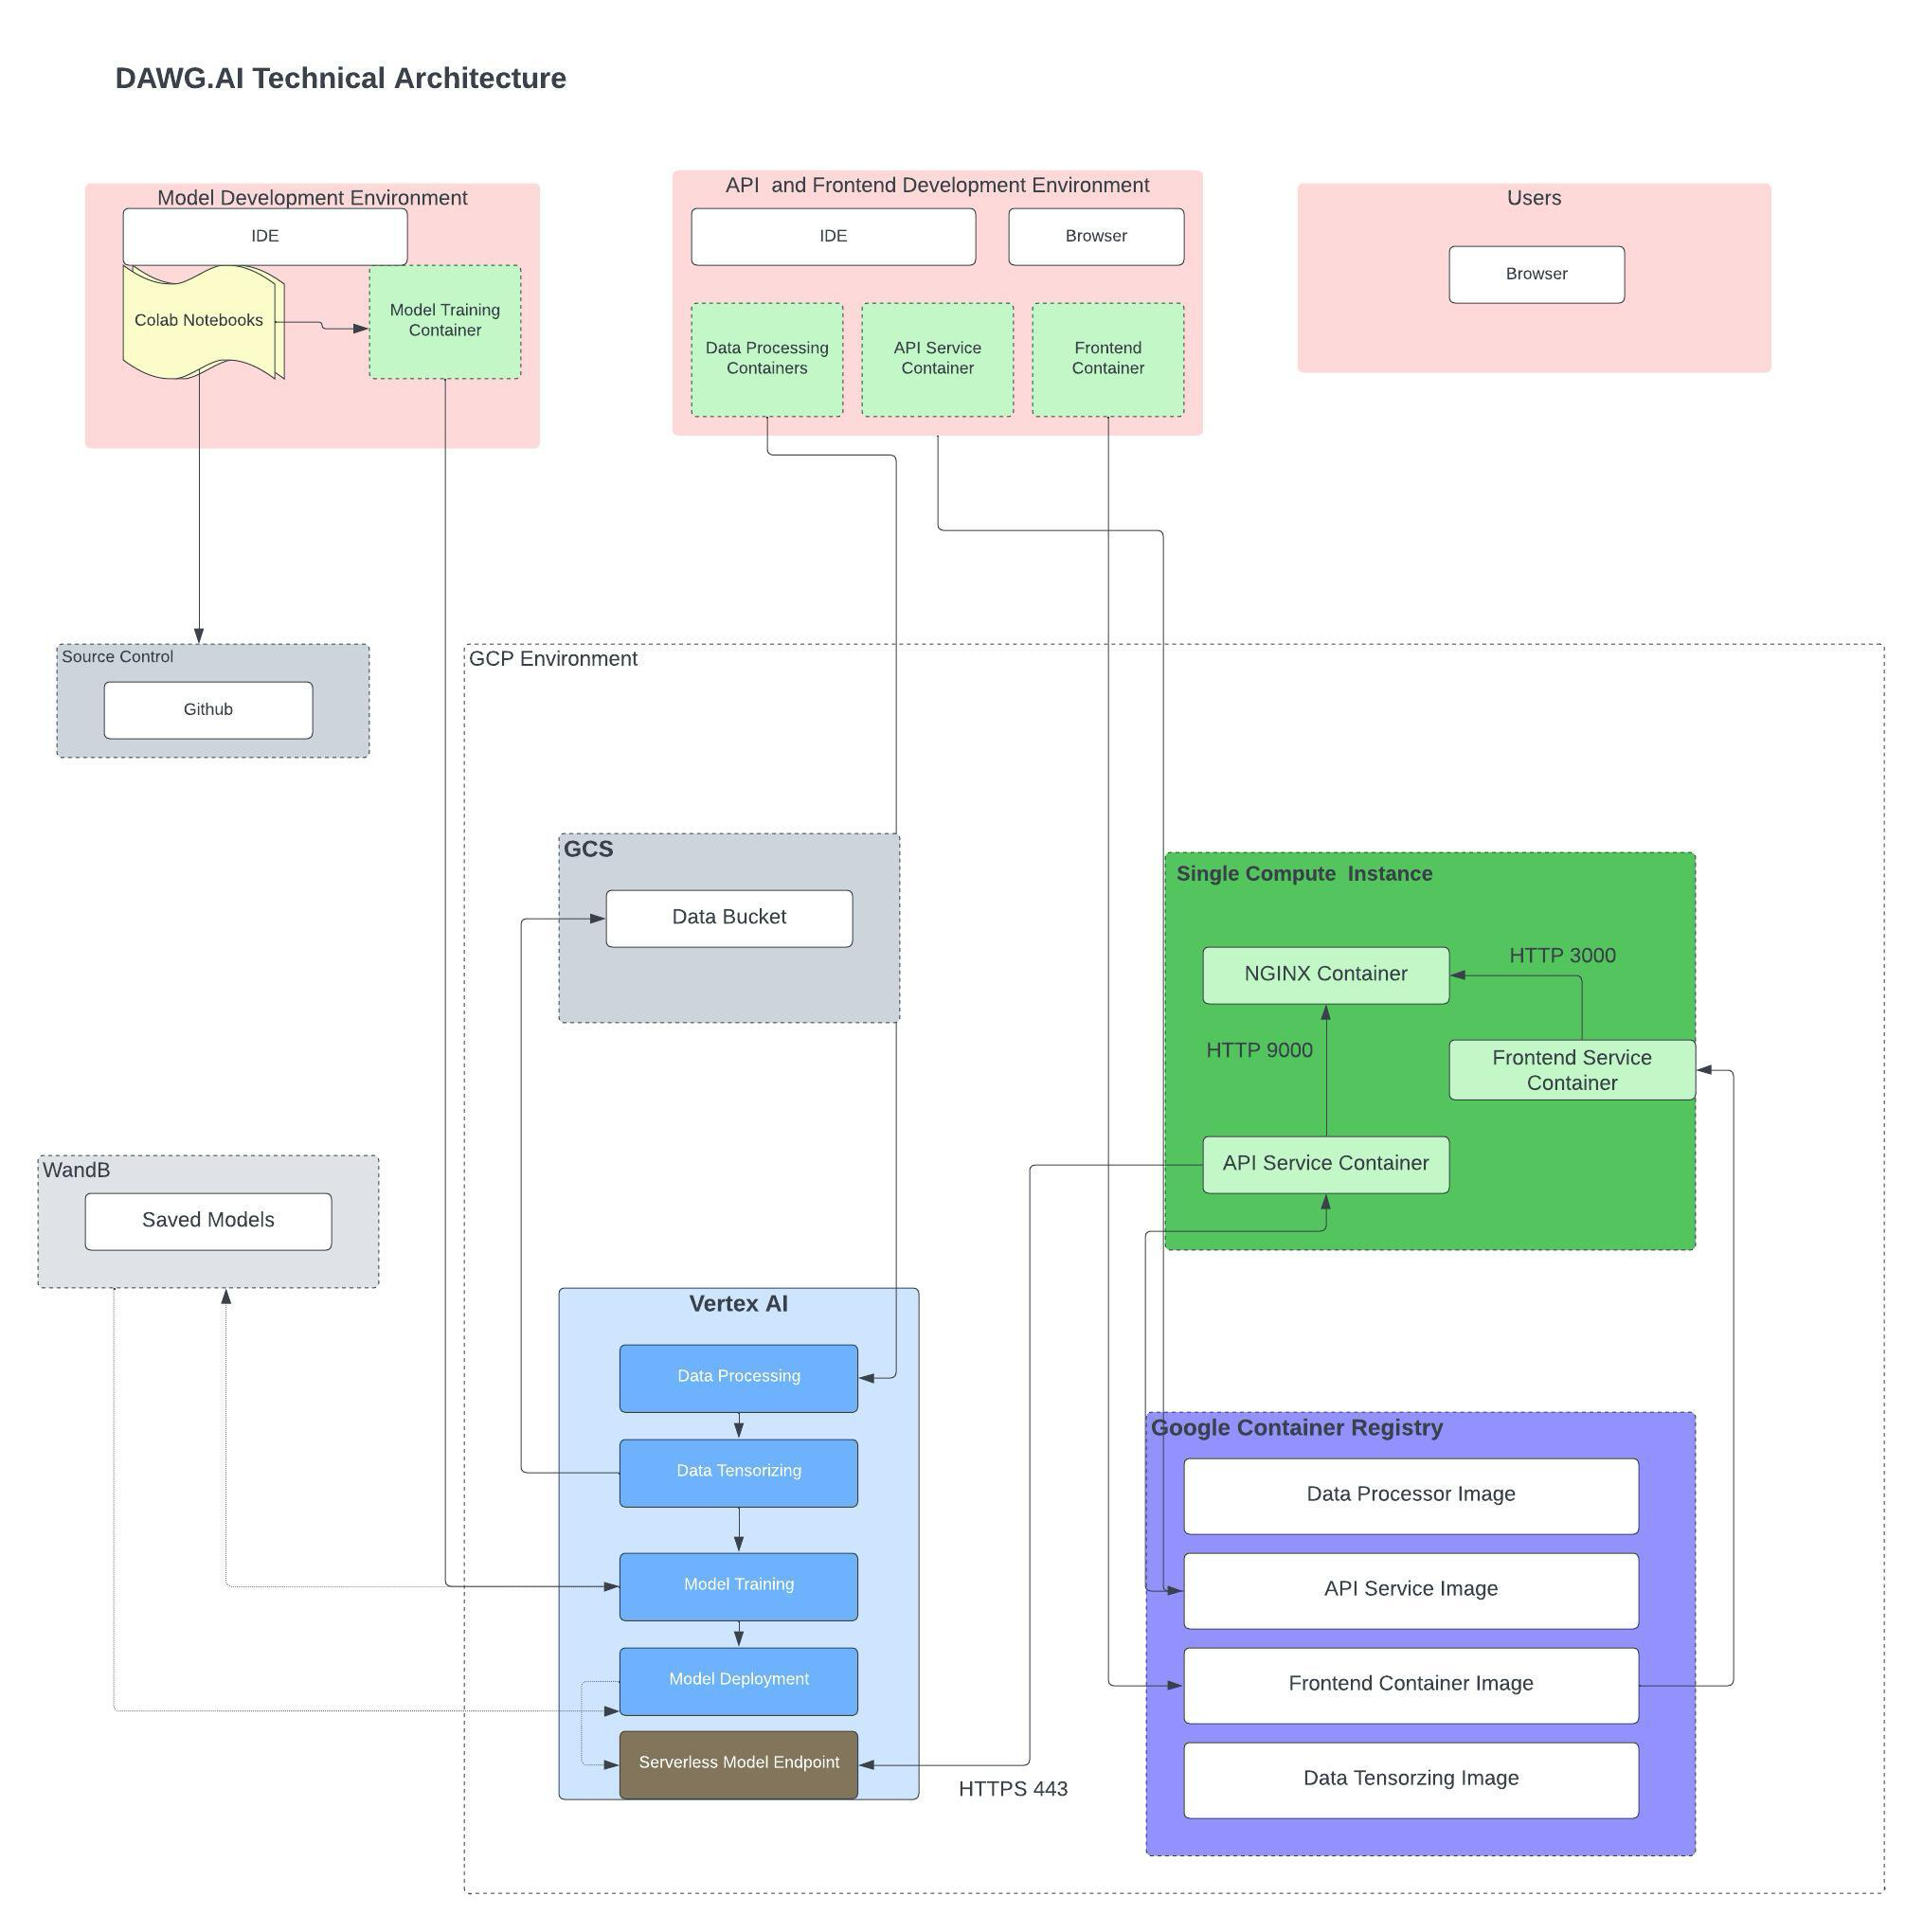 DAWG.AI Technical Architecture
Model Development Environment
IDE
Colab Notebooks
Model Training
Container
API  and Frontend Development Environment
IDE
Browser
Data Processing
Containers
API Service
Container
Frontend
Container
Users
Browser
Source Control
Github
GCP Environment
GCS
Data Bucket
Single Compute  Instance
NGINX Container
HTTP 3000
HTTP 9000
Frontend Service
Container
API Service Container
WandB
Saved Models
Vertex AI
Data Processing
Data Tensorizing
Model Training
Model Deployment
Serverless Model Endpoint
HTTPS 443
Google Container Registry
Data Processor Image
API Service Image
Frontend Container Image
Data Tensorzing Image